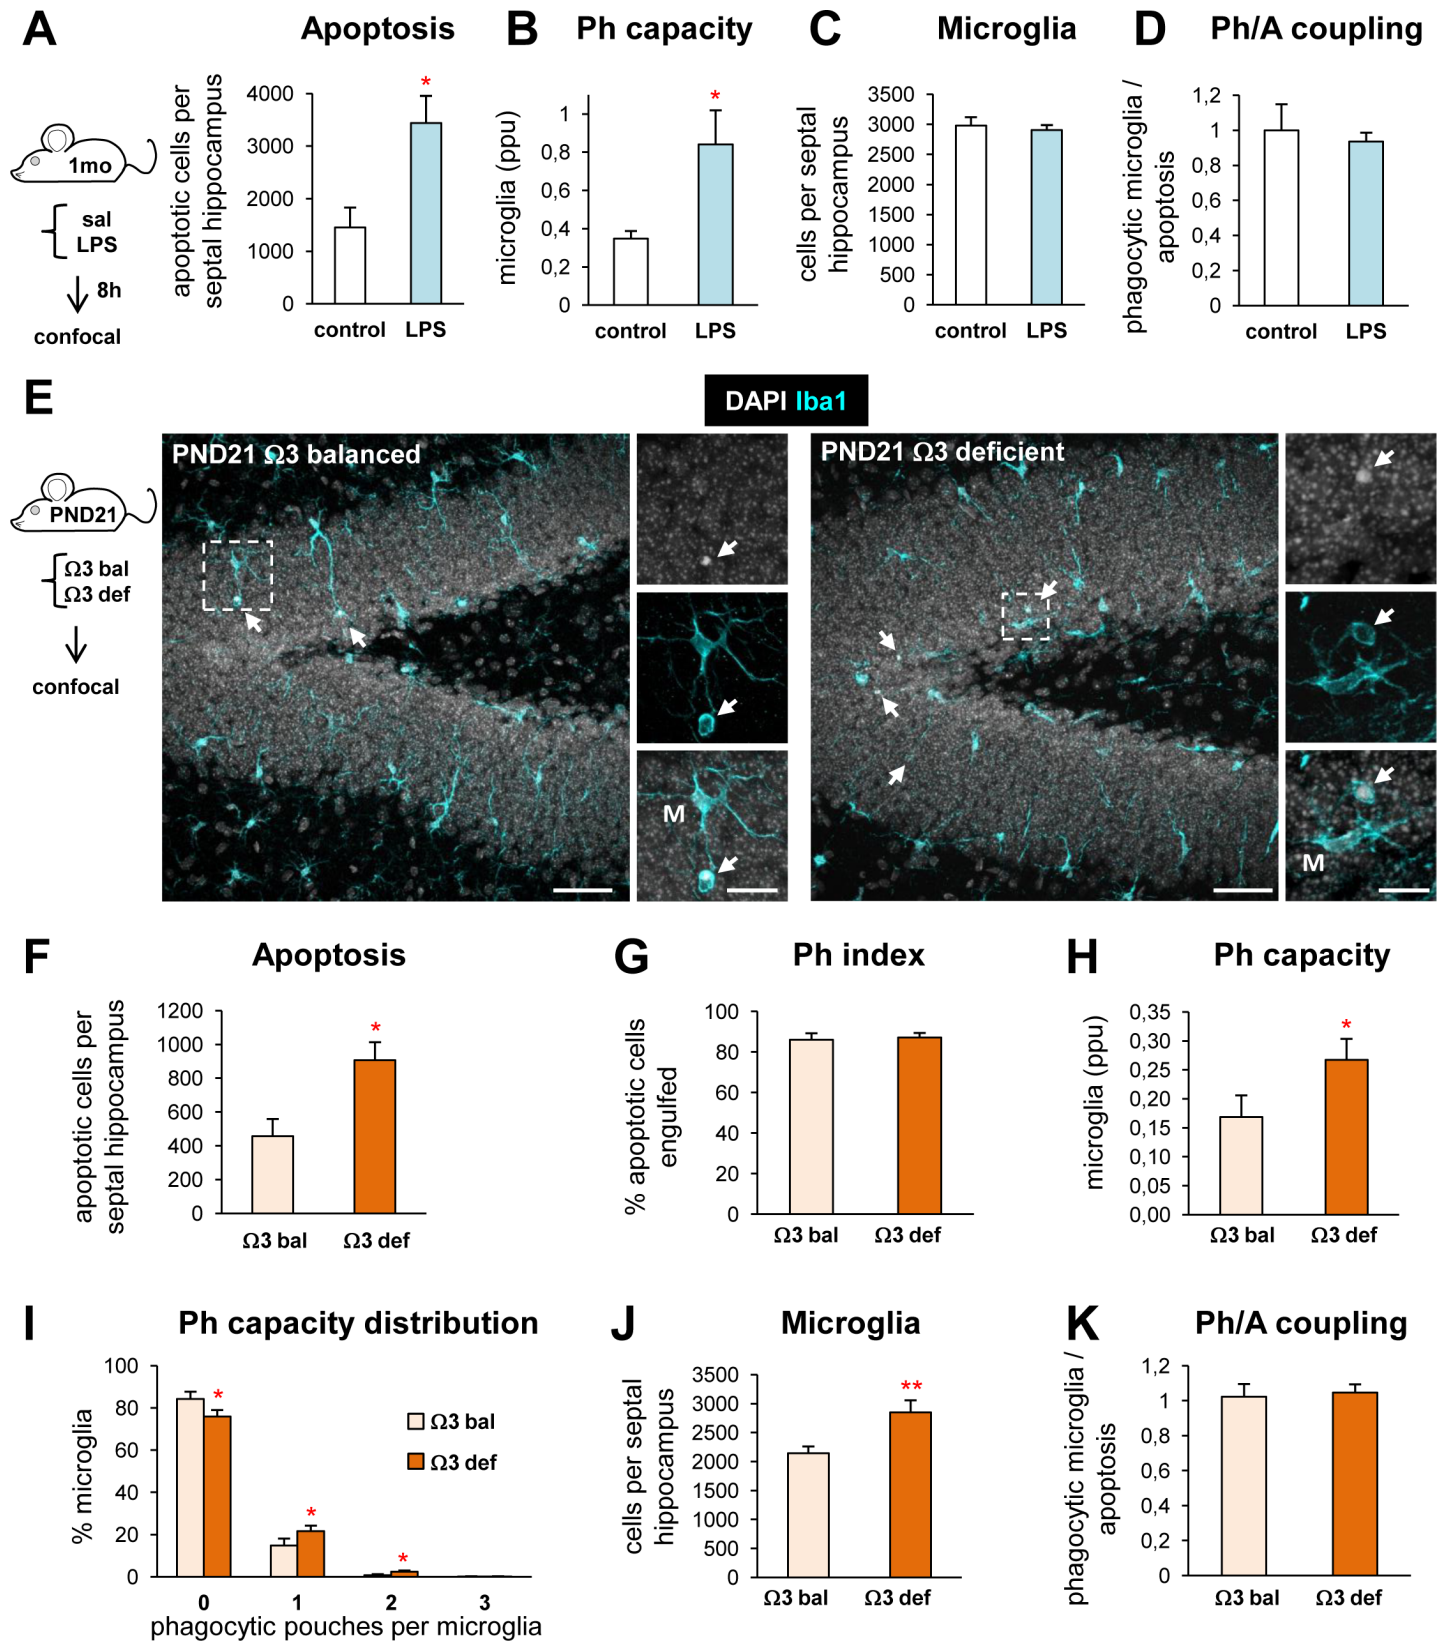 A
Apoptosis
apoptotic cells per
septal hippocampus
4000
3000
2000
1000
0
*
control LPS
1mo
sal
LPS
8h
confocal
B
Ph capacity
microglia (ppu)
1
0,8
0,6
0,4
0,2
0
*
control LPS
C
Microglia
cells per septal
hippocampus
3500
3000
2500
2000
1500
3000
500
0
control LPS
D
Ph/A coupling
phagocytic microglia /
apoptosis
1,2
1
0,8
0,6
0,4
0,2
0
control LPS
E
DAPI Iba1
PND21
Ω3 bal
Ω3 def
confocal
PND21 Ω3 balanced
M
PND21 Ω3 deficient
M
F
Apoptosis
apoptotic cells per
septal hippocampus
1200
1000
800
600
400
200
0
*
Ω3 bal Ω3 def
G
Ph index
% apoptotic cells
engulfed
100
80
60
40
20
0
Ω3 bal Ω3 def
H
Ph capacity
microglia (ppu)
0,35
0,30
0,25
0,20
0,15
0,10
0,05
0,00
*
Ω3 bal Ω3 def
I
Ph capacity distribution
% microglia
100
80
60
40
20
0
*
*
*
Ω3 bal
Ω3 def
0 1 2 3
phagocytic pouches per microglia
J
Microglia
cells per septal
hippocampus
3500
3000
2500
2000
1500
1000
500
0
**
Ω3 bal Ω3 def
K
Ph/A coupling
phagocytic microglia /
apoptosis
1,2
1
0,8
0,6
0,4
0,2
0
Ω3 bal Ω3 def